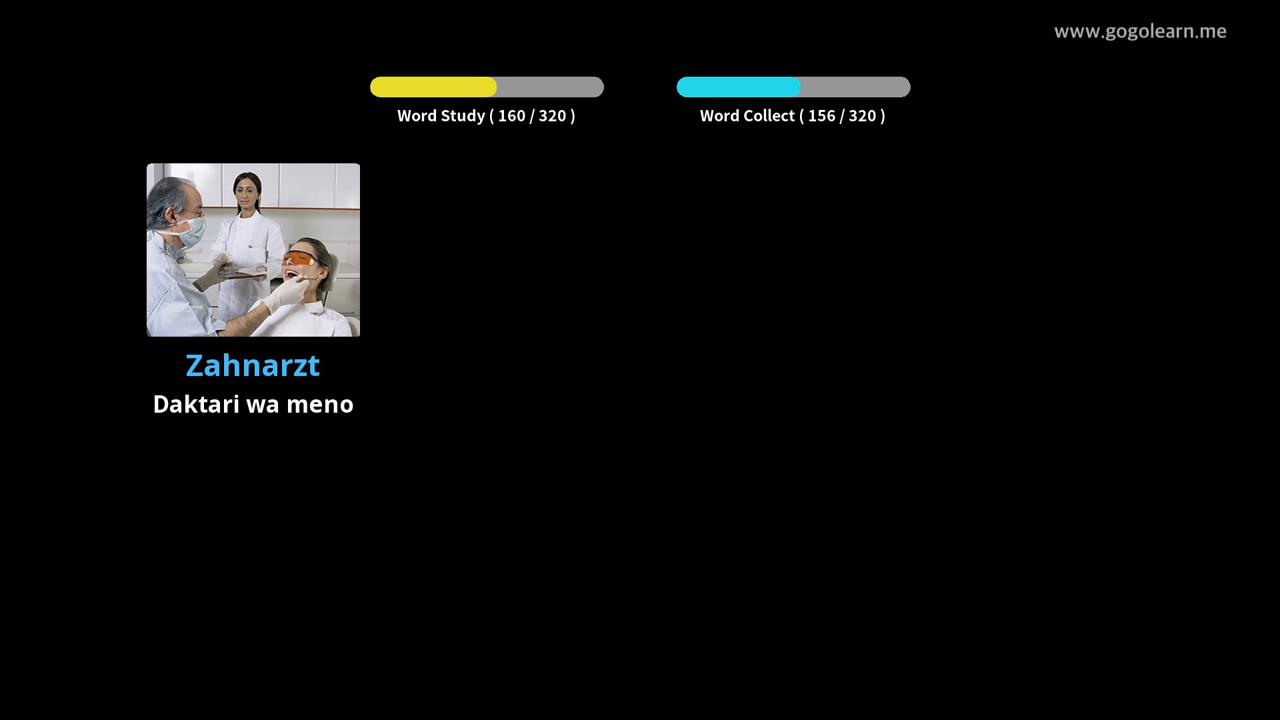 www.gogolearn.me
Word Study ( 160 / 320 )
Word Collect ( 156 / 320 )
Zahnarzt
Daktari wa meno